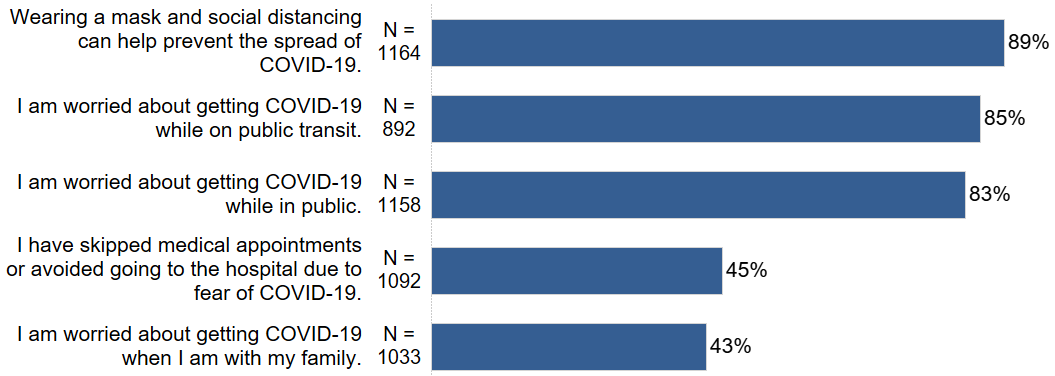 Wearing a mask and social distancing
can help prevent the spread of
COVID-19.
N =
1164
89%
I am worried about getting COVID-19
while on public transit.
N =
892
85%
I am worried about getting COVID-19
while in public.
N =
1158
83%
I have skipped medical appointments
or avoided going to the hospital due to
fear of COVID-19.
N =
1092
45%
I am worried about getting COVID-19
when I am with my family.
N =
1033
43%